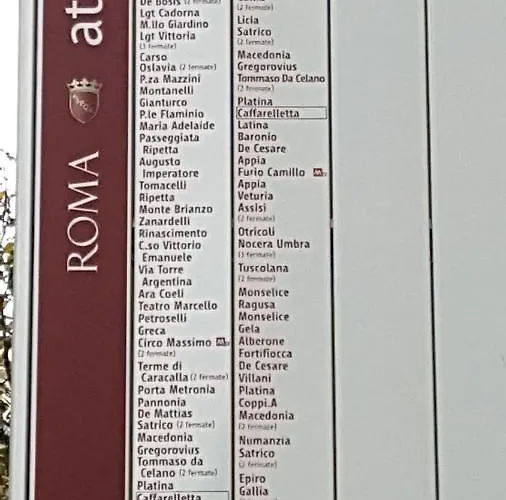 at
ROMA
De Bosis (2 fermate)
Lgt Cadorna
M.llo Giardino
Lgt Vittoria
(3 fermate)
Carso
Oslavia (2 fermate)
P.za Mazzini
Montanelli
Gianturco
P.le Flaminio
Maria Adelaide
Passeggiata
Ripetta
Augusto
Imperatore
Tomacelli
Ripetta
Monte Brianzo
Zanardelli
Rinascimento
C.so Vittorio
Emanuele
Via Torre
Argentina
Ara Coeli
Teatro Marcello
Petroselli
Greca
Circo Massimo M
(2 fermate)
Terme di
Caracalla (2 fermate)
Porta Metronia
Pannonia
De Mattias
Satrico (2 fermate)
Macedonia
Gregorovius
Tommaso da
Celano (2 fermate)
Platina
Caffarelletta
(2 fermate)
Licia
Satrico
(2 fermate)
Macedonia
Gregorovius
Tommaso Da Celano
(2 fermate)
Platina
Caffarelletta
Latina
Baronio
De Cesare
Appia
Furio Camillo M
Appia
Veturia
Assisi
(2 fermate)
Otricoli
Nocera Umbra
(3 fermate)
Tuscolana
(2 fermate)
Monselice
Ragusa
Monselice
Gela
Alberone
Fortifiocca
De Cesare
Villani
Platina
Coppi.A
Macedonia
(2 fermate)
Numanzia
Satrico
(2 fermate)
Epiro
Gallia